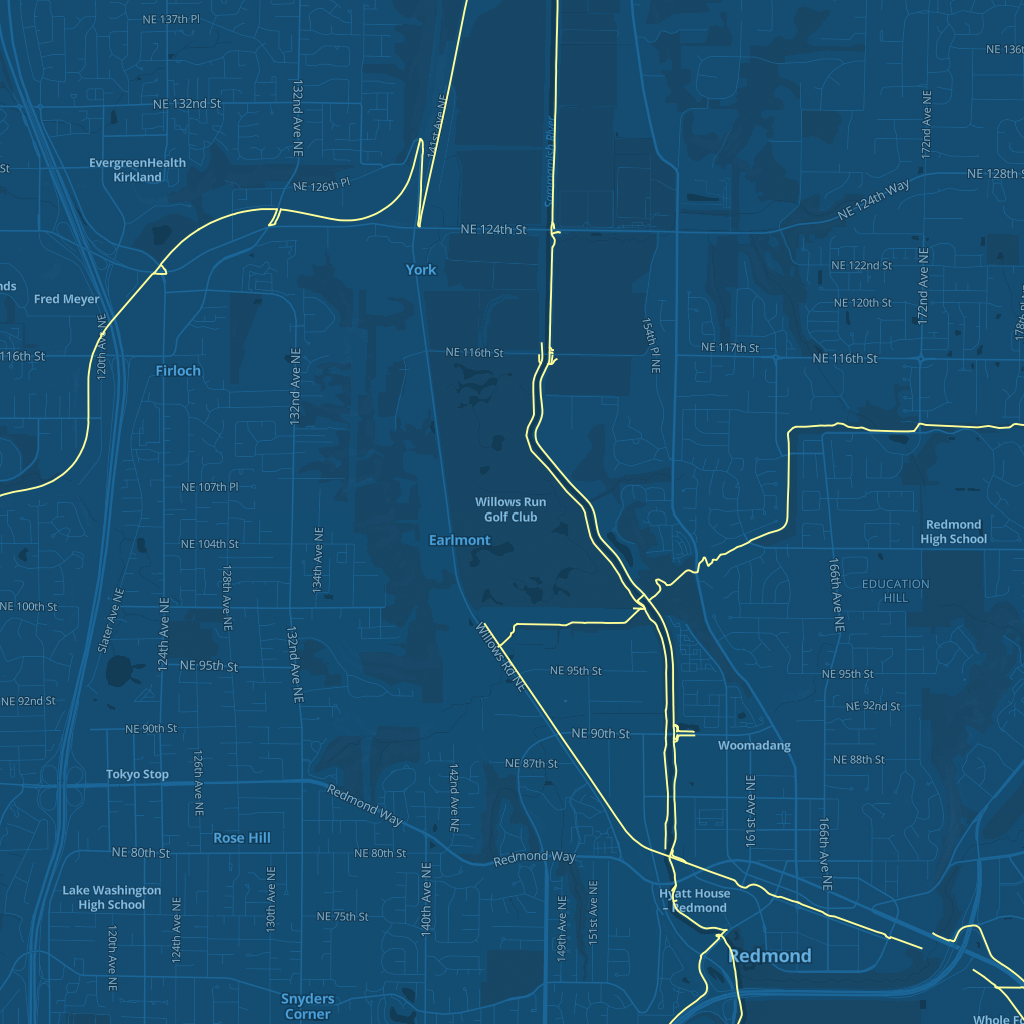 NE 137th Pl
NE 136
NE 132nd St
132nd Ave NE
141st Ave NE
Sammamish River
172nd Ave NE
EvergreenHealth
Kirkland
St
NE 126th Pl
NE 128th S
NE 124th Way
NE 124th St
York
NE 122nd St
172nd Ave NE
nds
Fred Meyer
NE 120th St
120th Ave NE
116th St
NE 116th St
154th Pl NE
NE 117th St
NE 116th St
Firloch
132nd Ave NE
NE 107th Pl
Willows Run
Golf Club
Redmond
High School
Earlmont
NE 104th St
134th Ave NE
128th Ave NE
166th Ave NE
EDUCATION
HILL
NE 100th St
Slater Ave NE
124th Ave NE
132nd Ave NE
Willows Rd NE
NE 95th St
NE 95th St
NE 95th St
NE 92nd St
NE 92nd St
NE 90th St
NE 90th St
Woomadang
NE 87th St
NE 88th St
Tokyo Stop
126th Ave NE
142nd Ave NE
161st Ave NE
Redmond Way
166th Ave NE
Rose Hill
NE 80th St
NE 80th St
Redmond Way
Lake Washington
High School
130th Ave NE
140th Ave NE
Hyatt House
– Redmond
124th Ave NE
NE 75th St
149th Ave NE
151st Ave NE
120th Ave NE
Redmond
Snyders
Corner
Whole Fo